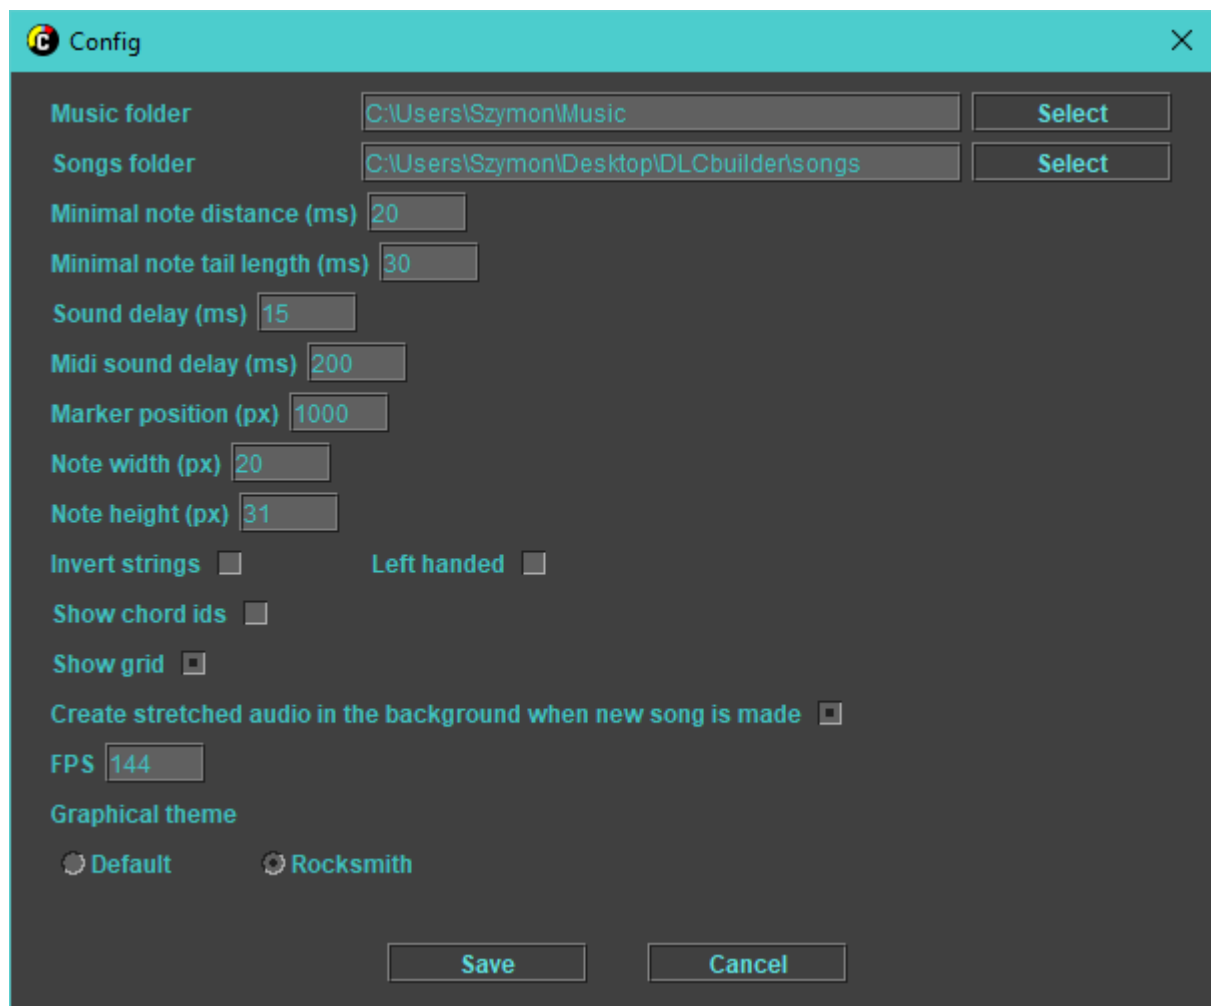 Config
Music folder C:\Users\Szymon\Music Select
Songs folder C:\Users\Szymon\Desktop\DLCbuilder\songs Select
Minimal note distance (ms) 20
Minimal note tail length (ms) 30
Sound delay (ms) 15
Midi sound delay (ms) 200
Marker position (px) 1000
Note width (px) 20
Note height (px) 31
Invert strings Left handed
Show chord ids
Show grid
Create stretched audio in the background when new song is made
FPS 144
Graphical theme
Default Rocksmith
Save Cancel